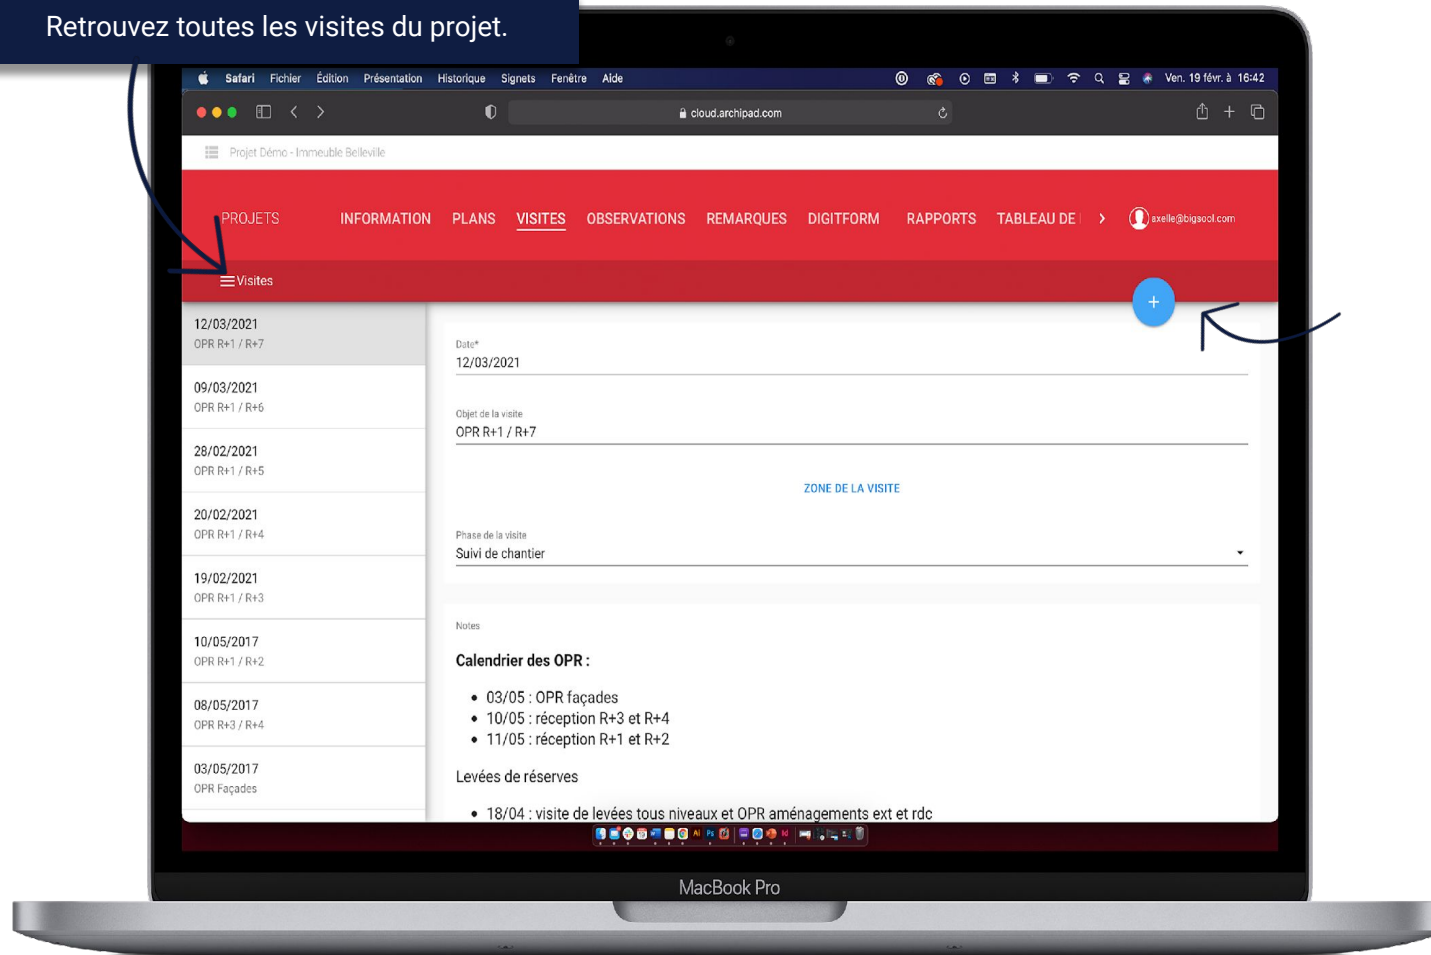 Retrouvez toutes les visites du projet.
Safari Fichier Édition Présentation Historique Signets Fenêtre Aide Ven. 19 févr. à 16:42
cloud.archipad.com
Projet Démo - Immeuble Belleville
PROJETS INFORMATION PLANS VISITES OBSERVATIONS REMARQUES DIGITFORM RAPPORTS TABLEAU DE axelle@bigsool.com
Visites
12/03/2021
OPR R+1 / R+7
09/03/2021
OPR R+1 / R+6
28/02/2021
OPR R+1 / R+5
20/02/2021
OPR R+1 / R+4
19/02/2021
OPR R+1 / R+3
10/05/2017
OPR R+1 / R+2
08/05/2017
OPR R+3 / R+4
03/05/2017
OPR Façades
Date*
12/03/2021
Objet de la visite
OPR R+1 / R+7
ZONE DE LA VISITE
Phase de la visite
Suivi de chantier
Notes
Calendrier des OPR :
• 03/05 : OPR façades
• 10/05 : réception R+3 et R+4
• 11/05 : réception R+1 et R+2
Levées de réserves
• 18/04 : visite de levées tous niveaux et OPR aménagements ext et rdc
MacBook Pro